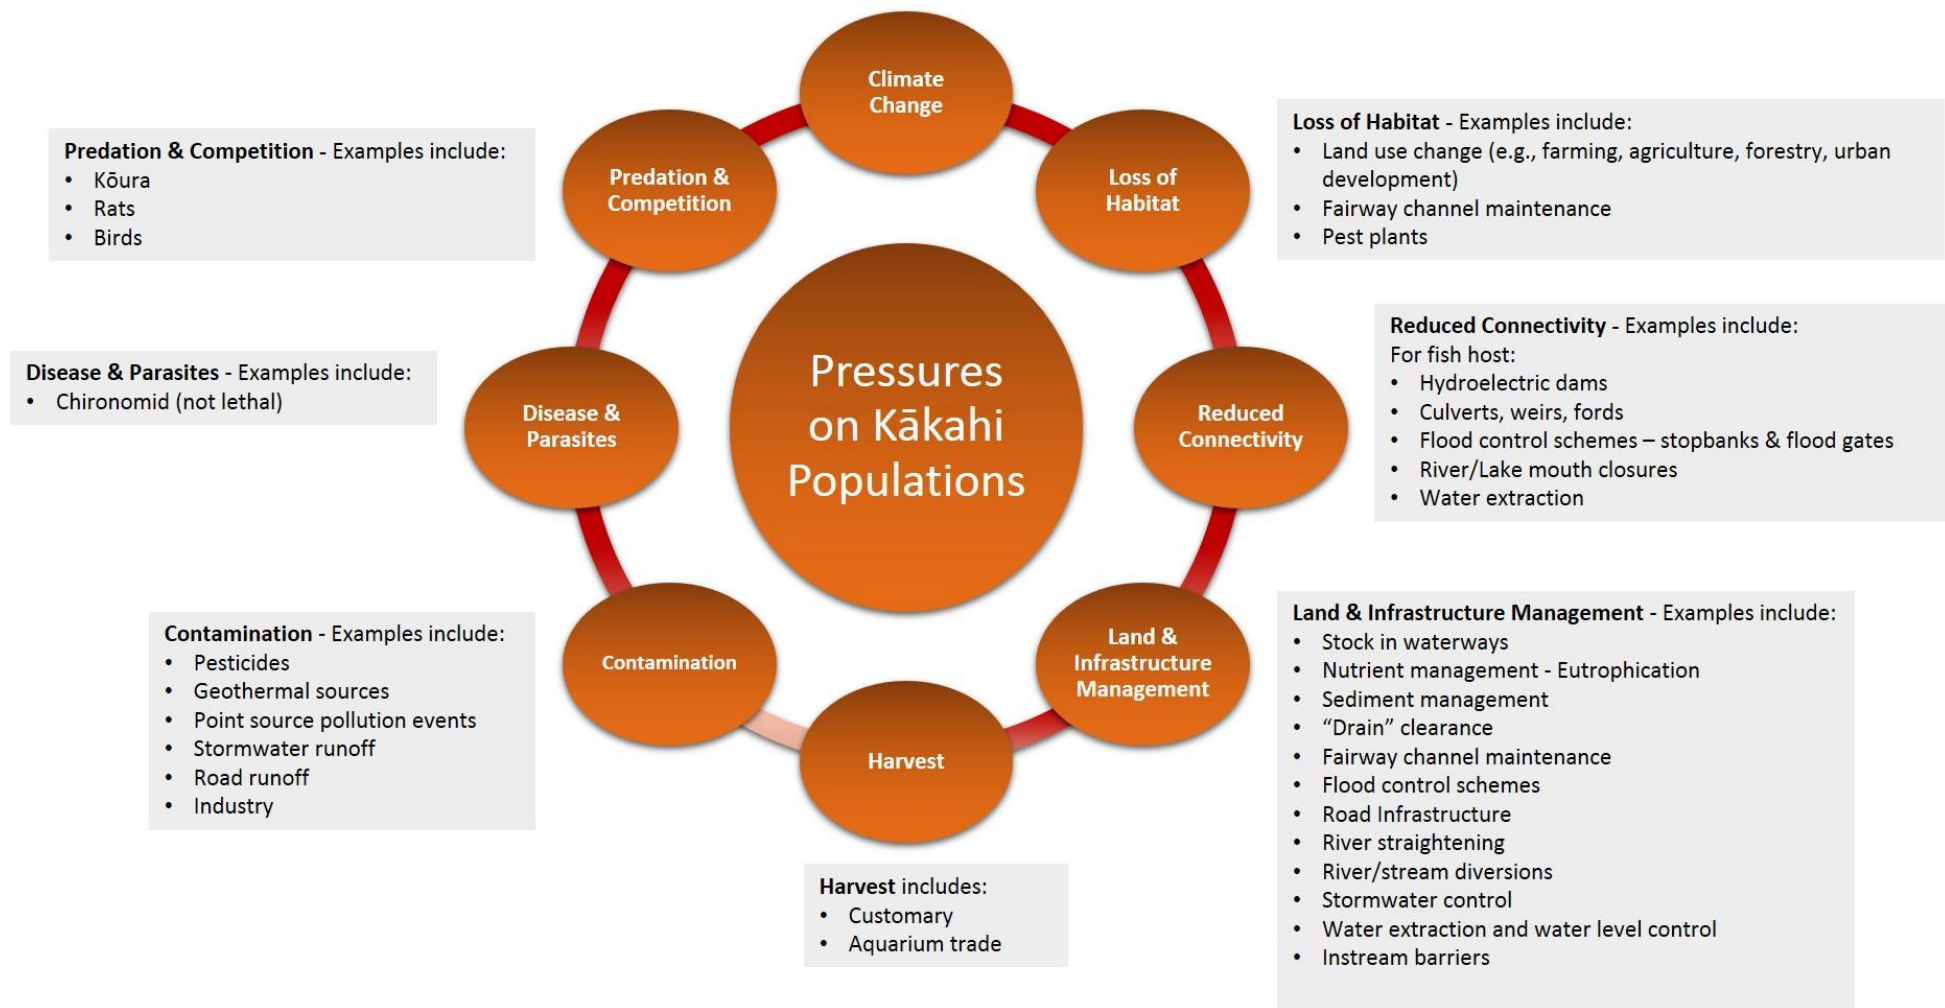 Pressures
on Kākahi
Populations
Climate
Change
Loss of
Habitat
Loss of Habitat - Examples include:
• Land use change (e.g., farming, agriculture, forestry, urban
development)
• Fairway channel maintenance
• Pest plants
Reduced
Connectivity
Reduced Connectivity - Examples include:
For fish host:
• Hydroelectric dams
• Culverts, weirs, fords
• Flood control schemes – stopbanks & flood gates
• River/Lake mouth closures
• Water extraction
Land &
Infrastructure
Management
Land & Infrastructure Management - Examples include:
• Stock in waterways
• Nutrient management - Eutrophication
• Sediment management
• “Drain” clearance
• Fairway channel maintenance
• Flood control schemes
• Road Infrastructure
• River straightening
• River/stream diversions
• Stormwater control
• Water extraction and water level control
• Instream barriers
Harvest
Harvest includes:
• Customary
• Aquarium trade
Contamination
Contamination - Examples include:
• Pesticides
• Geothermal sources
• Point source pollution events
• Stormwater runoff
• Road runoff
• Industry
Disease &
Parasites
Disease & Parasites - Examples include:
• Chironomid (not lethal)
Predation &
Competition
Predation & Competition - Examples include:
• Kōura
• Rats
• Birds